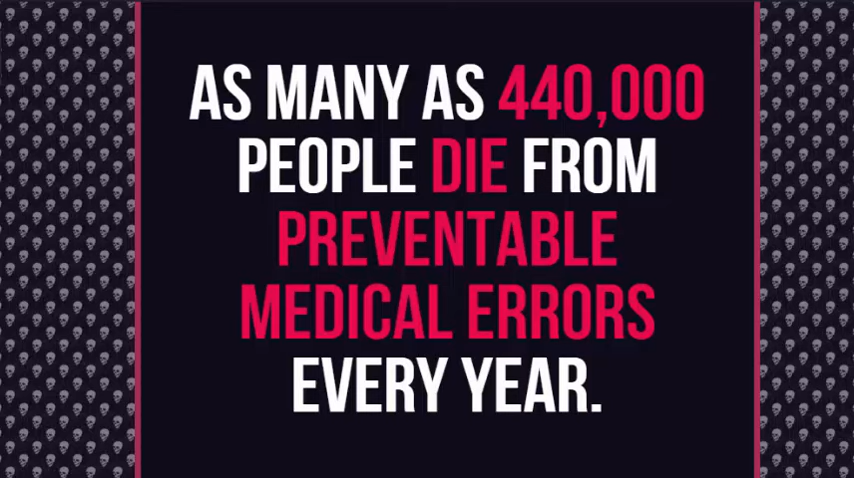 AS MANY AS 440,000
PEOPLE DIE FROM
PREVENTABLE
MEDICAL ERRORS
EVERY YEAR.